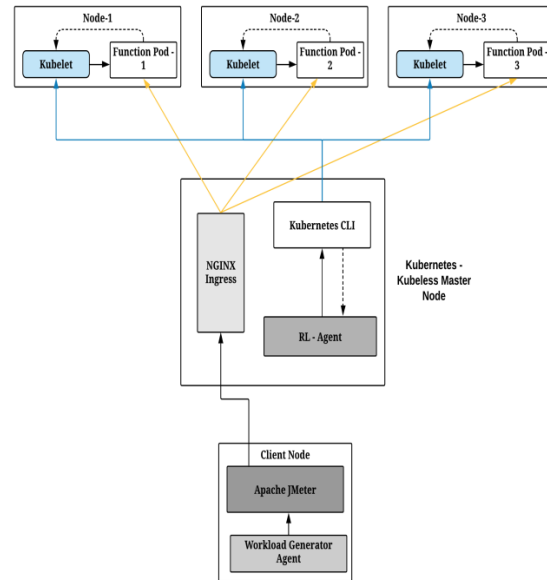 Node-1
Kubelet
Function Pod -
1
Node-2
Kubelet
Function Pod -
2
Node-3
Kubelet
Function Pod -
3
NGINX
Ingress
Kubernetes CLI
RL - Agent
Kubernetes -
Kubeless Master
Node
Client Node
Apache JMeter
Workload Generator
Agent